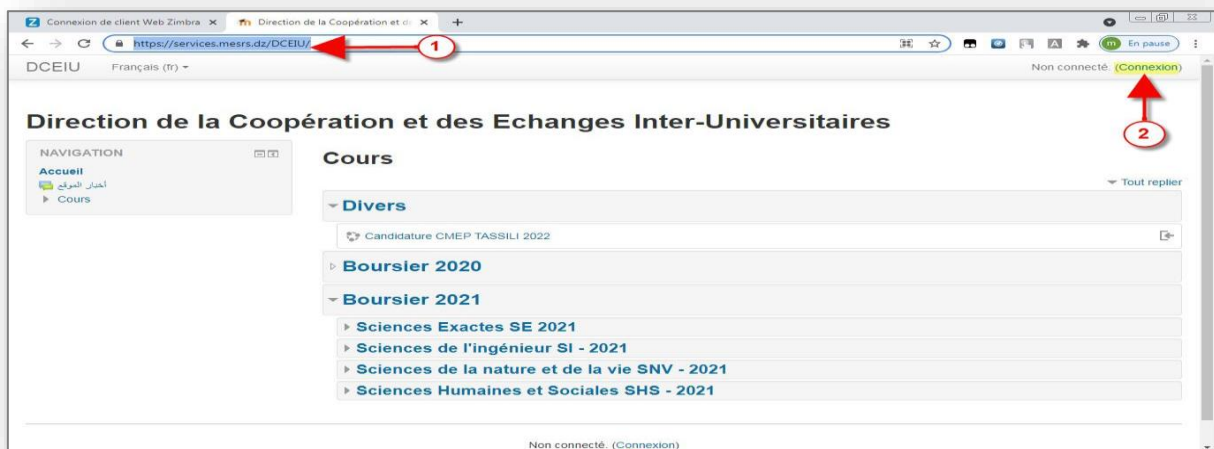 Connexion de client Web Zimbra
Direction de la Coopération et d
https://services.mesrs.dz/DCEIU/
1
En pause
DCEIU Français (fr)
Non connecté. (Connexion)
2
Direction de la Coopération et des Echanges Inter-Universitaires
NAVIGATION
Accueil
أخبار الموقع
Cours
Cours
Tout replier
Divers
Candidature CMEP TASSILI 2022
Boursier 2020
Boursier 2021
Sciences Exactes SE 2021
Sciences de l'ingénieur SI - 2021
Sciences de la nature et de la vie SNV - 2021
Sciences Humaines et Sociales SHS - 2021
Non connecté. (Connexion)